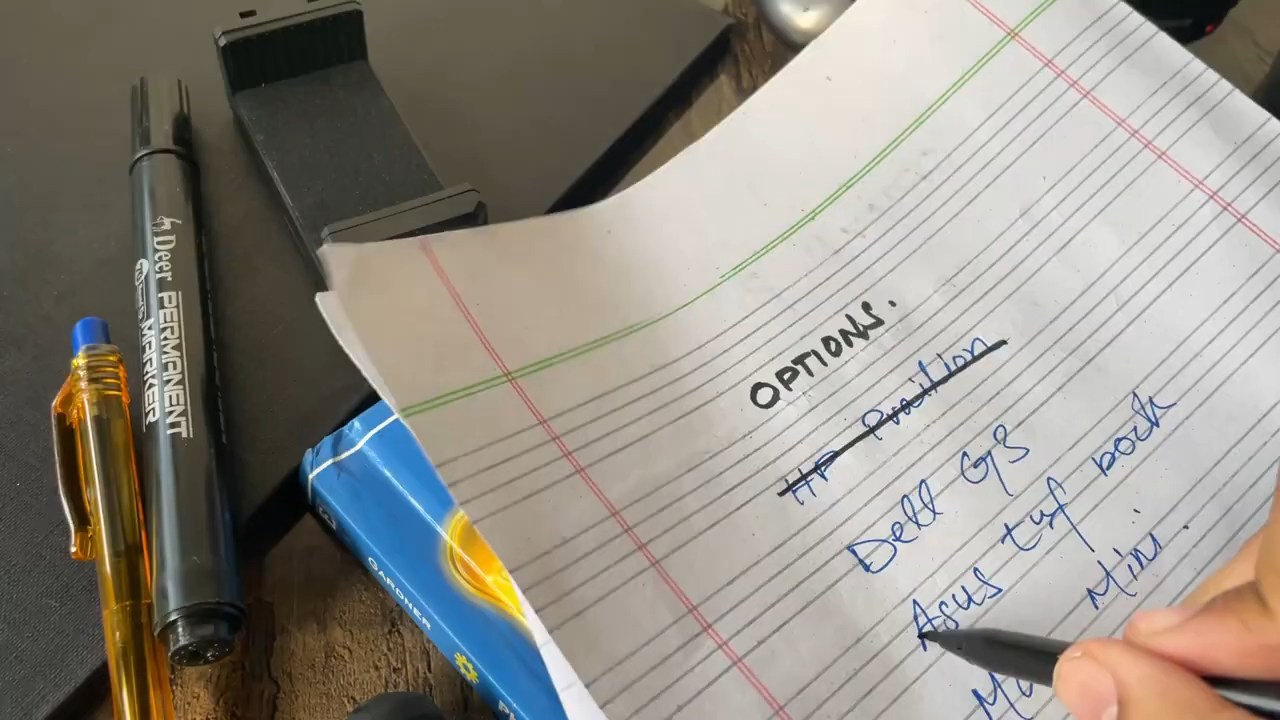 OPTIONS.
HP Pavilion
Dell G3
Asus tuf book
Mini
Deer
PERMANENT
MARKER
GARDNER